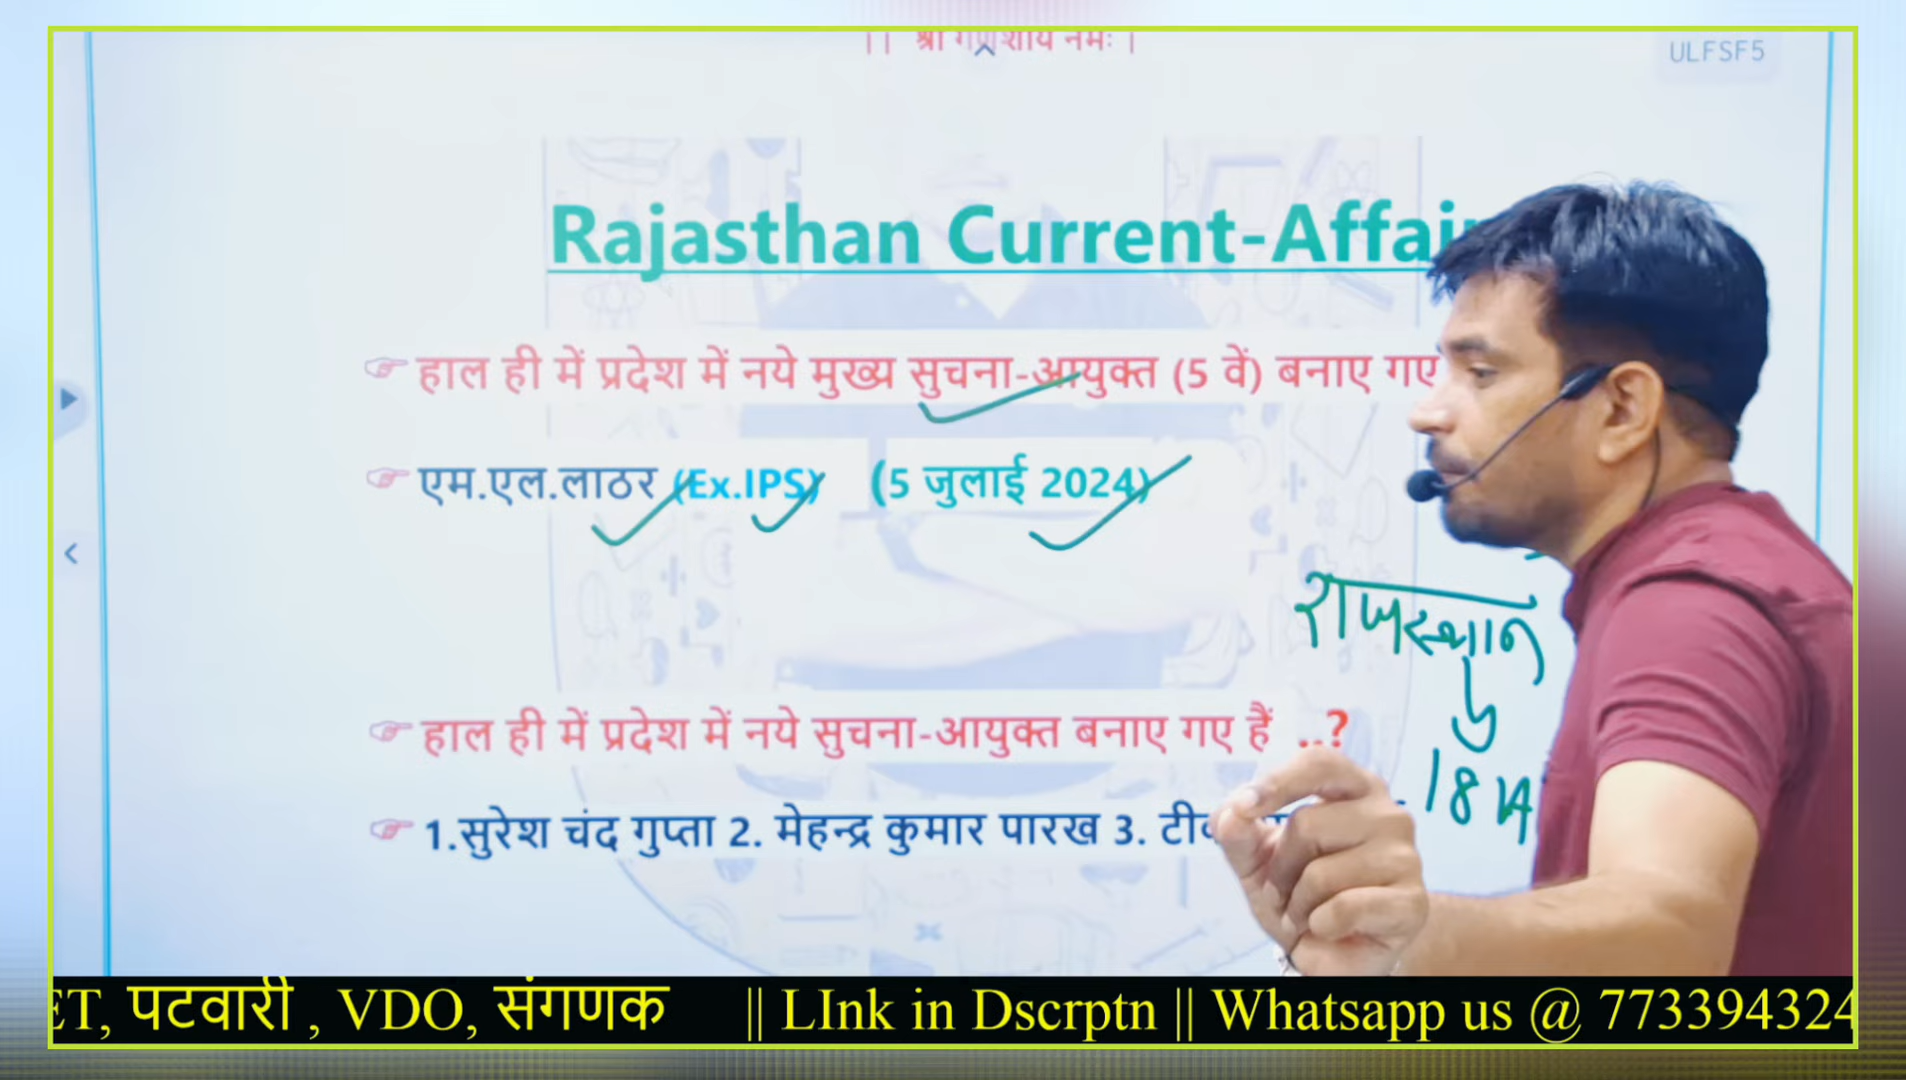 || श्री गणेशाय नमः |
ULFSF5
Rajasthan Current-Affai
हाल ही में प्रदेश में नये मुख्य सुचना-आयुक्त (5 वें) बनाए गए
एम.एल.लाठर (Ex.IPS) (5 जुलाई 2024)
राजस्थान
हाल ही में प्रदेश में नये सुचना-आयुक्त बनाए गए हैं ..?
1.सुरेश चंद गुप्ता 2. मेहन्द्र कुमार पारख 3.
ET, पटवारी , VDO, संगणक || LInk in Dscrptn || Whatsapp us @ 773394324